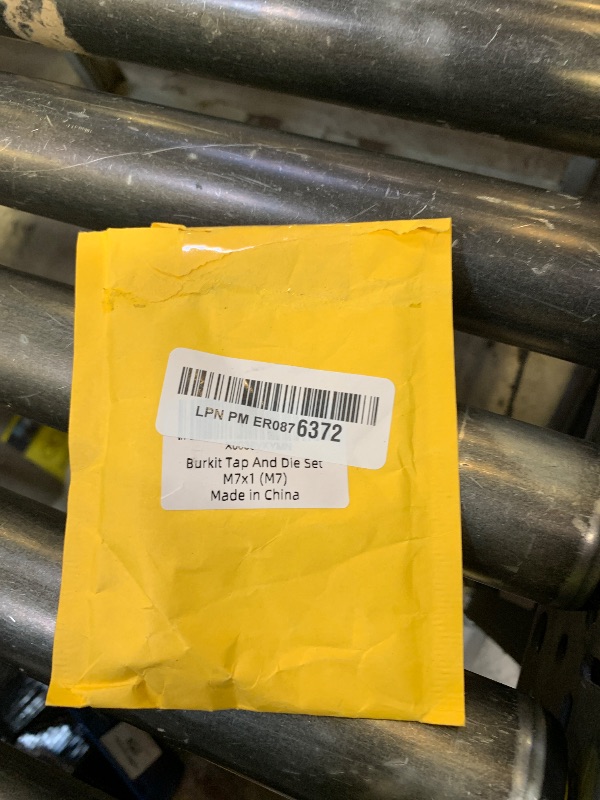 LPN PM ER0876372
Burkit Tap And Die Set
M7x1 (M7)
Made in China